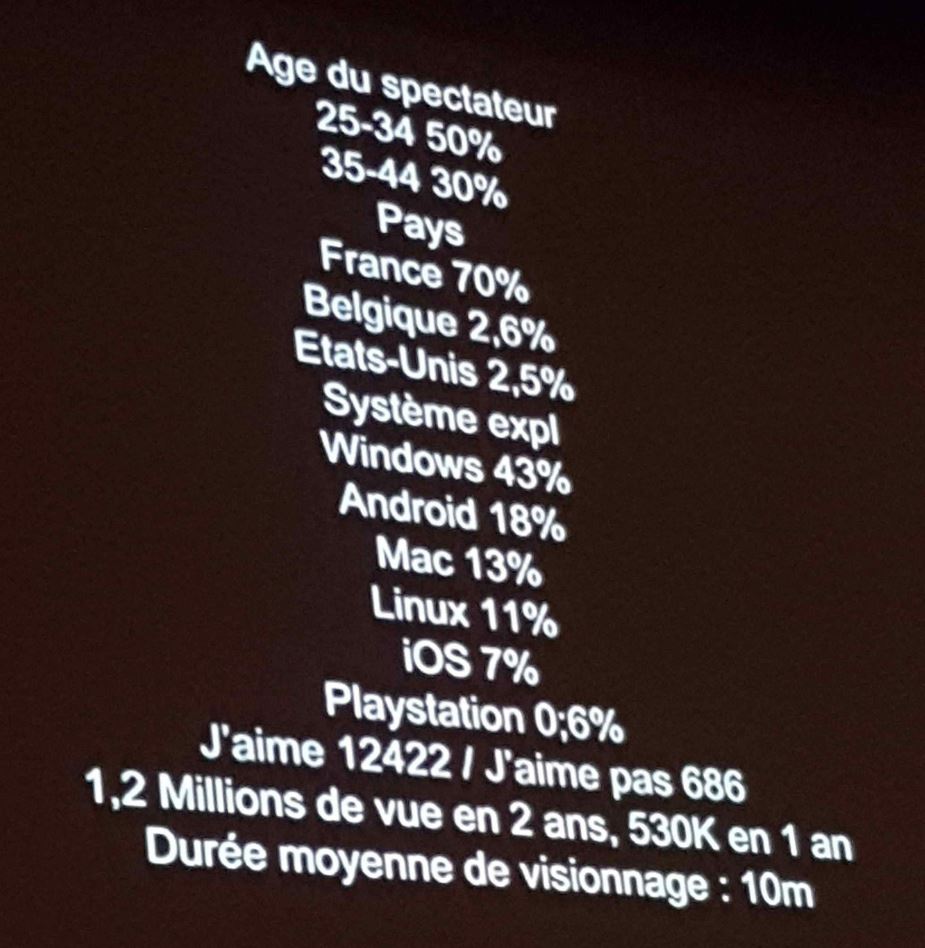 Age du spectateur
25-34 50%
35-44 30%
Pays
France 70%
Belgique 2,6%
Etats-Unis 2,5%
Système expl
Windows 43%
Android 18%
Mac 13%
Linux 11%
iOS 7%
Playstation 0;6%
J'aime 12422 / J'aime pas 686
1,2 Millions de vue en 2 ans, 530K en 1 an
Durée moyenne de visionnage : 10m